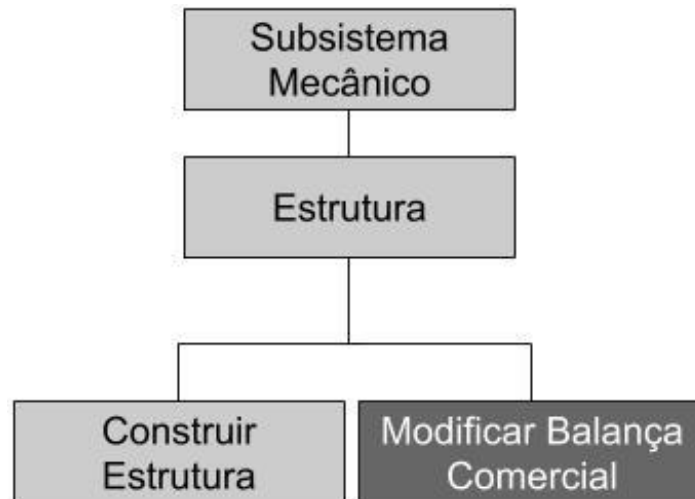 Subsistema
Mecânico
Estrutura
Construir
Estrutura
Modificar Balança
Comercial